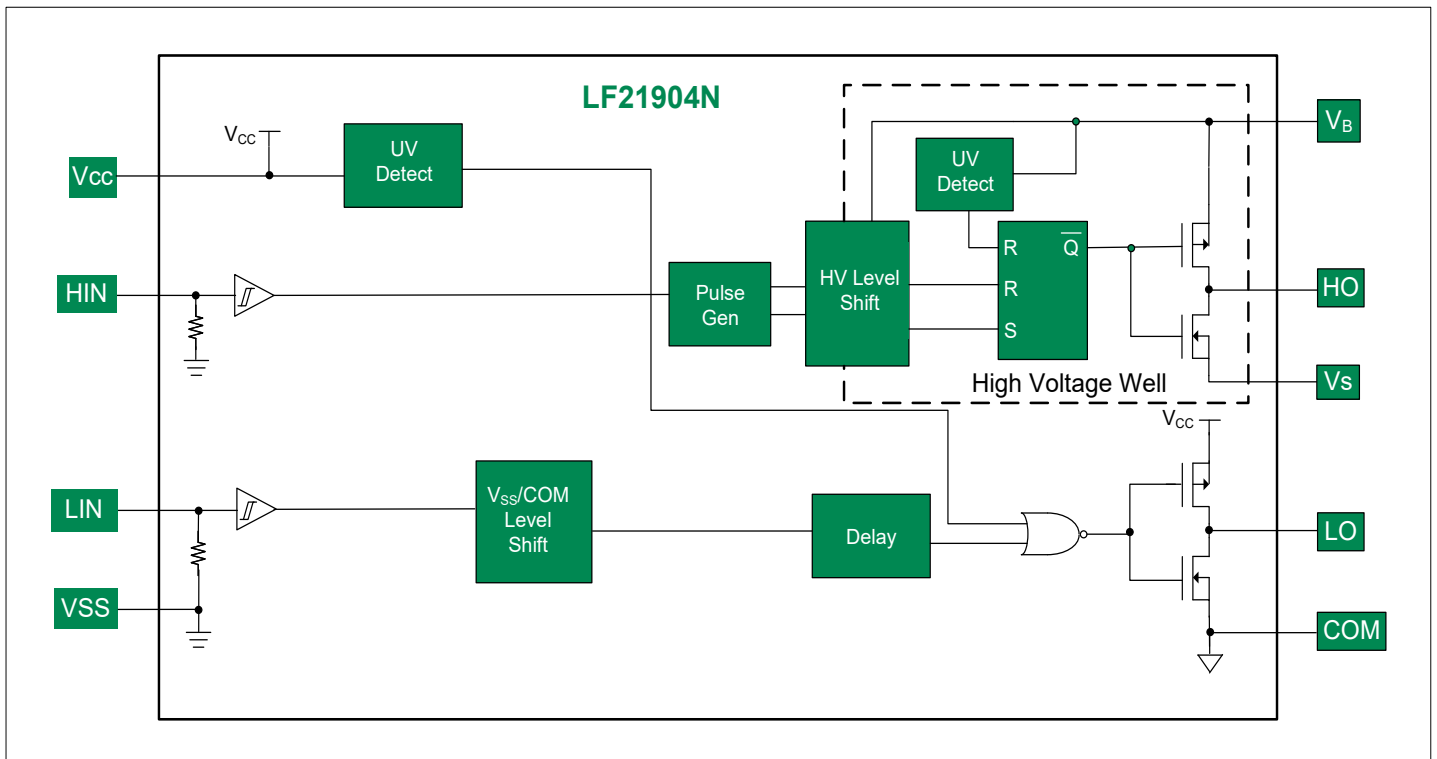 LF21904N
VCC
Vcc
UV
Detect
VB
UV
Detect
HIN
Pulse
Gen
HV Level
Shift
R
Q
R
S
HO
High Voltage Well
Vs
VCC
LIN
VSS/COM
Level
Shift
Delay
LO
VSS
COM